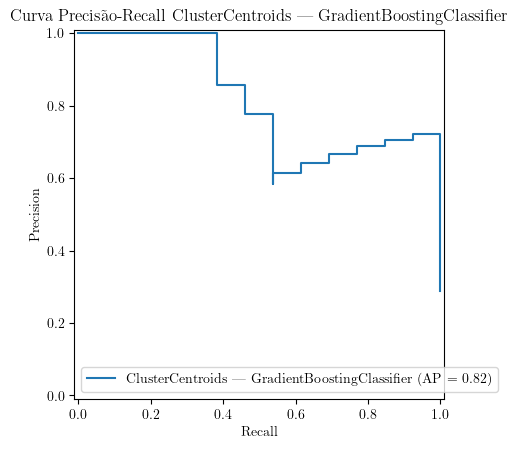 Curva Precisão-Recall ClusterCentroids — GradientBoostingClassifier
1.0
0.8
0.6
0.4
0.2
0.0
Precision
ClusterCentroids — GradientBoostingClassifier (AP = 0.82)
0.0 0.2 0.4 0.6 0.8 1.0
Recall